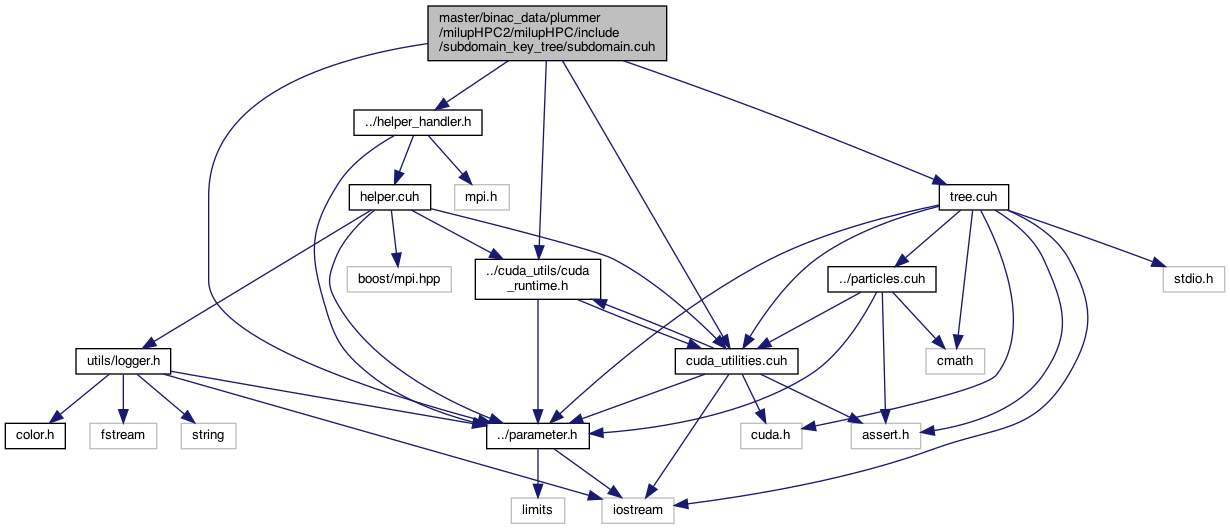 master/binac_data/plummer
/milupHPC2/milupHPC/include
/subdomain_key_tree/subdomain.cuh
../helper_handler.h
helper.cuh
mpi.h
tree.cuh
boost/mpi.hpp
../cuda_utils/cuda
_runtime.h
../particles.cuh
stdio.h
utils/logger.h
cuda_utilities.cuh
cmath
color.h
fstream
string
../parameter.h
cuda.h
assert.h
limits
iostream